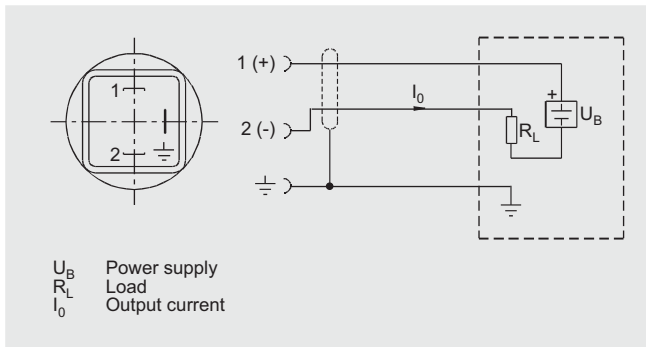 1
2
1 (+)
2 (-)
I0
+
UB
RL
UB Power supply
RL Load
I0 Output current